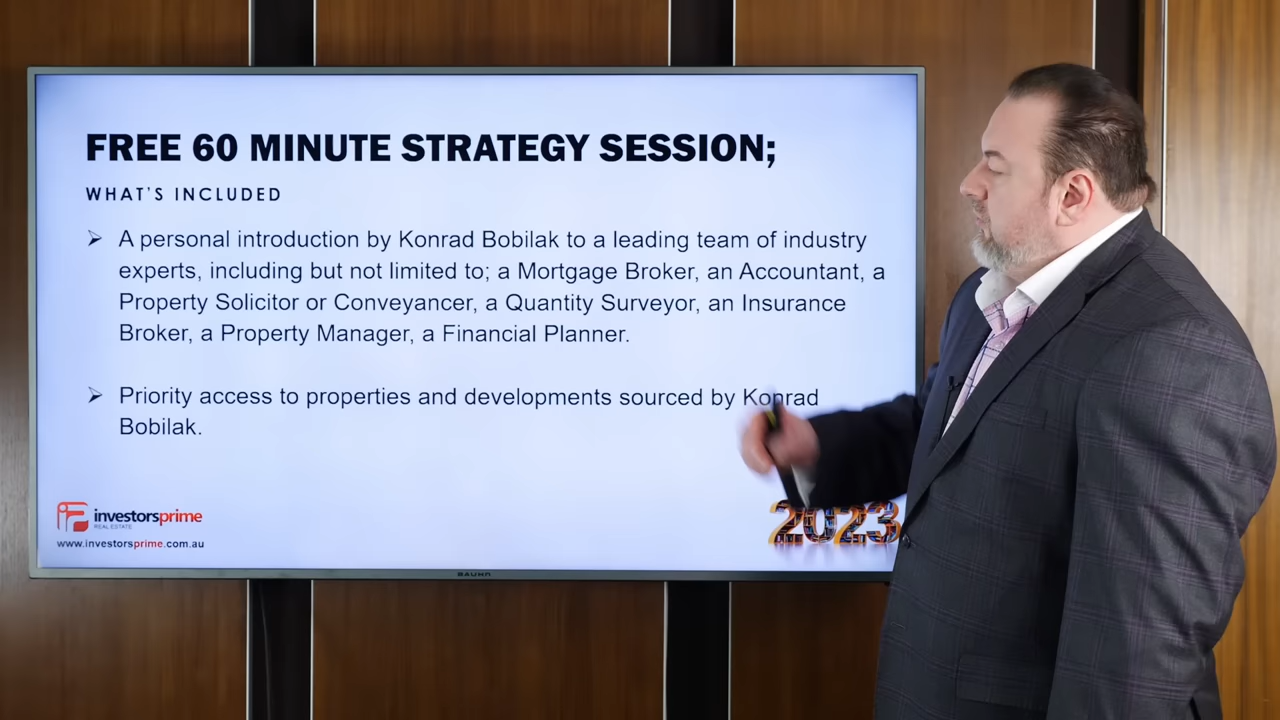 FREE 60 MINUTE STRATEGY SESSION;
WHAT'S INCLUDED
➢ A personal introduction by Konrad Bobilak to a leading team of industry
experts, including but not limited to; a Mortgage Broker, an Accountant, a
Property Solicitor or Conveyancer, a Quantity Surveyor, an Insurance
Broker, a Property Manager, a Financial Planner.
➢ Priority access to properties and developments sourced by Konrad
Bobilak.
investorsprime
REAL ESTATE
www.investorsprime.com.au
2023
BAUHN